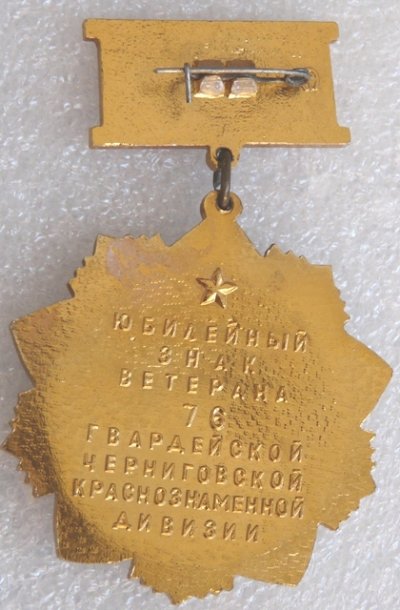 ЮБИЛЕЙНЫЙ
ЗНАК
ВЕТЕРАНА
76
ГВАРДЕЙСКОЙ
ЧЕРНИГОВСКОЙ
КРАСНОЗНАМЕННОЙ
ДИВИЗИИ